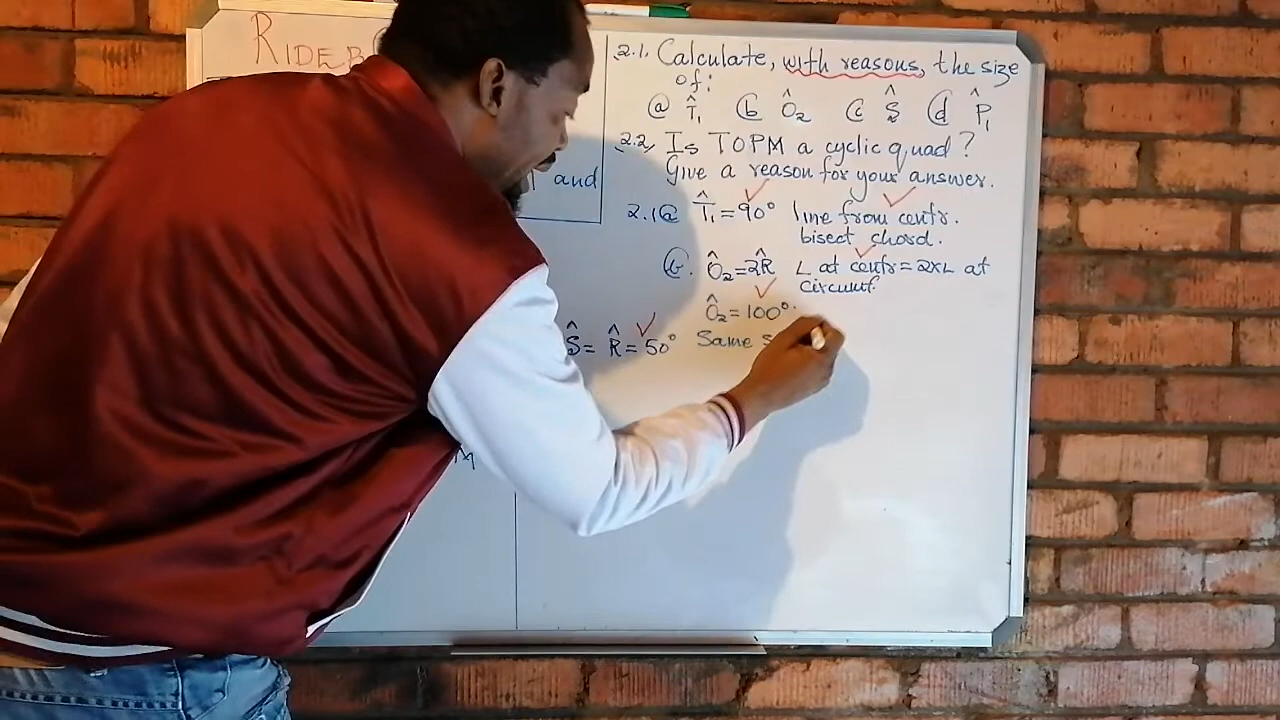 RIDER
and
2.1. Calculate, with reasons, the size
of:
ⓐ T̂₁ ⓑ Ô₂ ⓒ Ŝ ⓓ P̂₁
2.2. Is TOPM a cyclic quad?
Give a reason for your answer.
2.1ⓐ T̂₁ = 90° line from centr.
bisect chord.
ⓑ. Ô₂ = 2R̂ ∠ at centr = 2×∠ at
circumf.
Ô₂ = 100°.
Ŝ = R̂ = 50° Same s
M